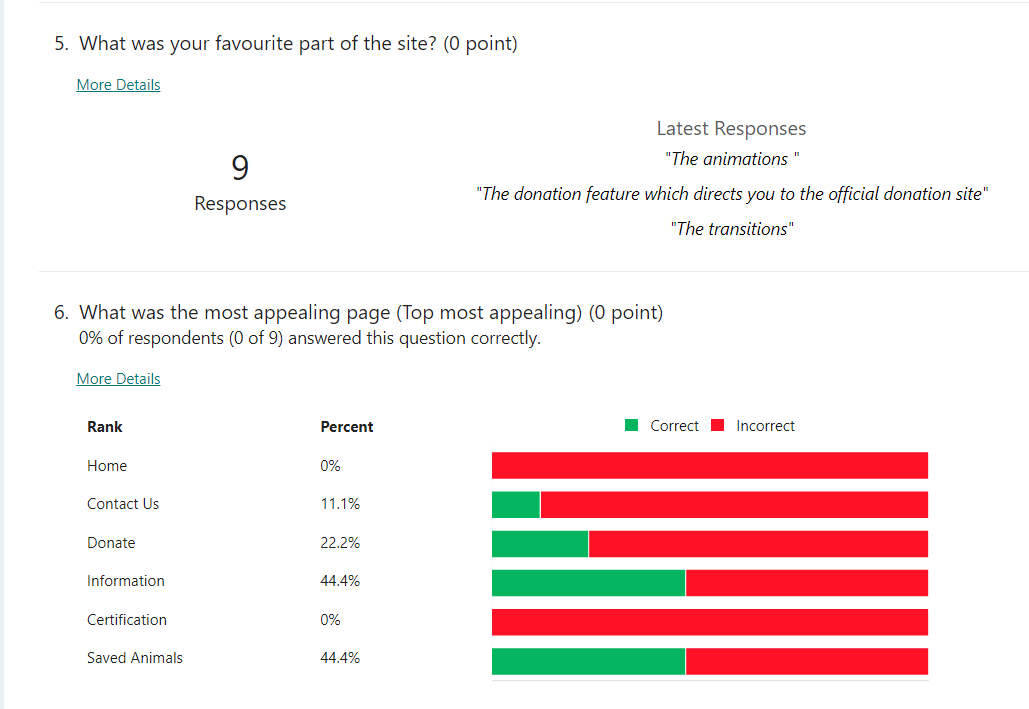 5. What was your favourite part of the site? (0 point)
More Details
9
Responses
Latest Responses
"The animations "
"The donation feature which directs you to the official donation site"
"The transitions"
6. What was the most appealing page (Top most appealing) (0 point)
0% of respondents (0 of 9) answered this question correctly.
More Details
Rank Percent Correct Incorrect
Home 0%
Contact Us 11.1%
Donate 22.2%
Information 44.4%
Certification 0%
Saved Animals 44.4%